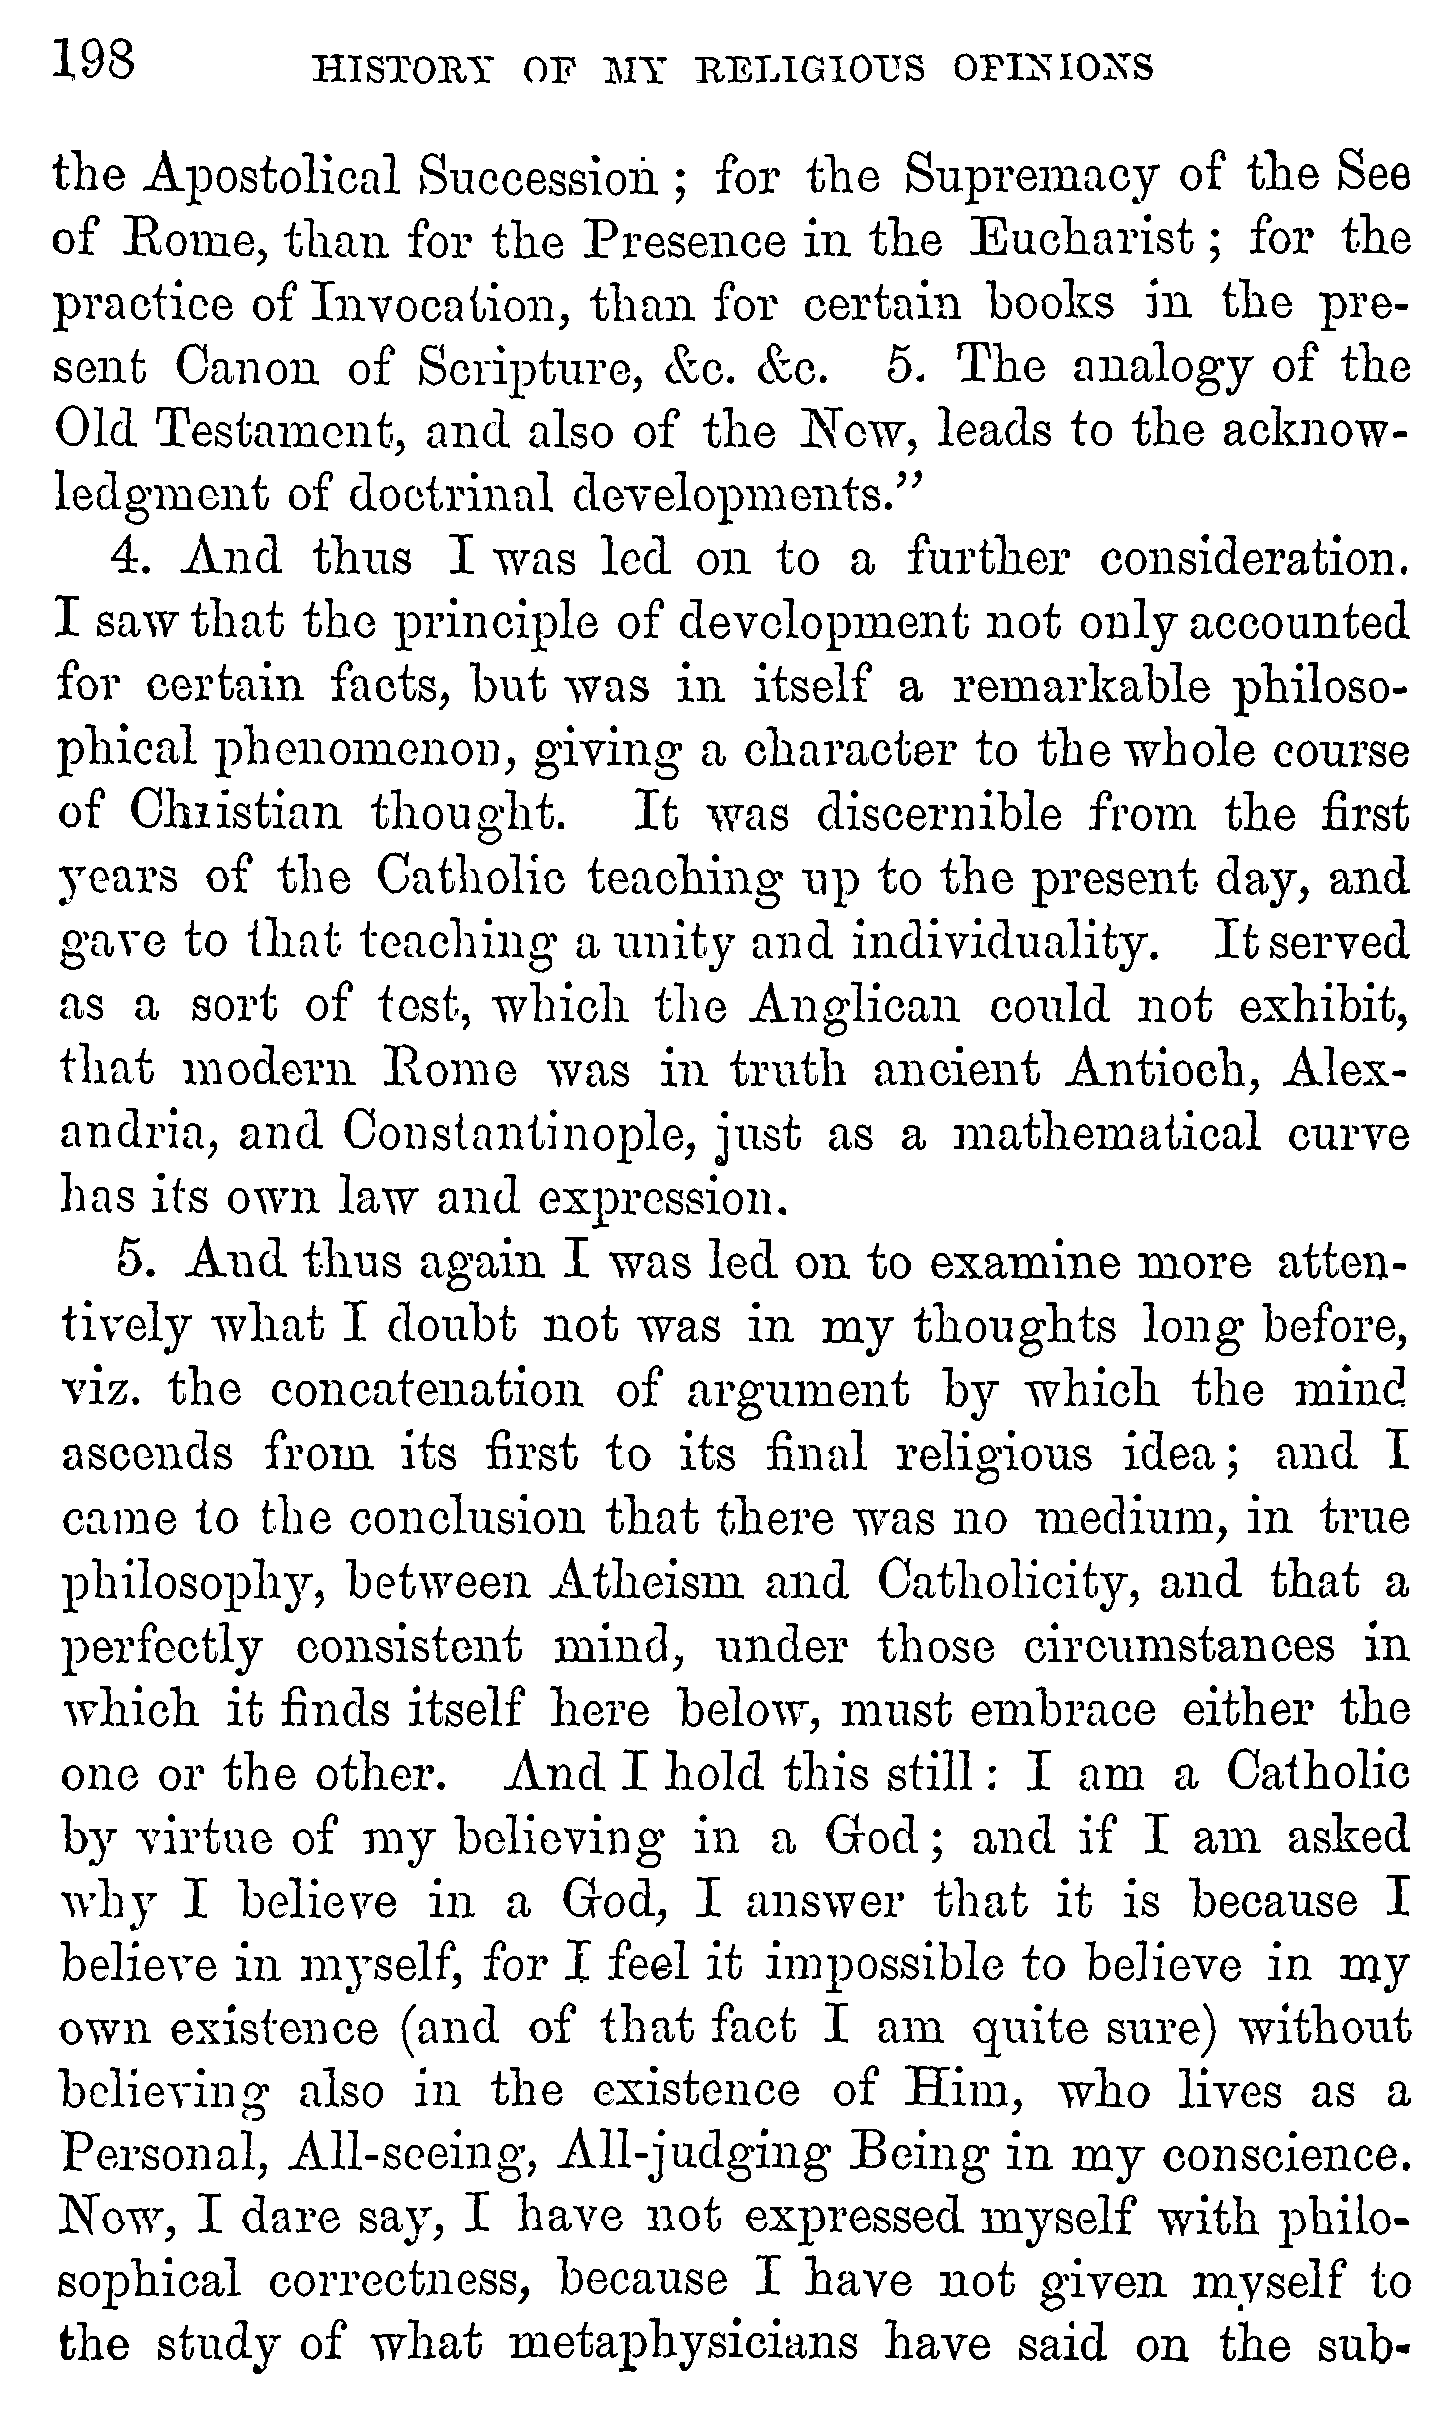 198 HISTORY OF MY RELIGIOUS OPINIONS
the Apostolical Succession; for the Supremacy of the See
of Rome, than for the Presence in the Eucharist; for the
practice of Invocation, than for certain books in the pre-
sent Canon of Scripture, &c. &c. 5. The analogy of the
Old Testament, and also of the New, leads to the acknow-
ledgment of doctrinal developments.”
4. And thus I was led on to a further consideration.
I saw that the principle of development not only accounted
for certain facts, but was in itself a remarkable philoso-
phical phenomenon, giving a character to the whole course
of Christian thought. It was discernible from the first
years of the Catholic teaching up to the present day, and
gave to that teaching a unity and individuality. It served
as a sort of test, which the Anglican could not exhibit,
that modern Rome was in truth ancient Antioch, Alex-
andria, and Constantinople, just as a mathematical curve
has its own law and expression.
5. And thus again I was led on to examine more atten-
tively what I doubt not was in my thoughts long before,
viz. the concatenation of argument by which the mind
ascends from its first to its final religious idea; and I
came to the conclusion that there was no medium, in true
philosophy, between Atheism and Catholicity, and that a
perfectly consistent mind, under those circumstances in
which it finds itself here below, must embrace either the
one or the other. And I hold this still: I am a Catholic
by virtue of my believing in a God; and if I am asked
why I believe in a God, I answer that it is because I
believe in myself, for I feel it impossible to believe in my
own existence (and of that fact I am quite sure) without
believing also in the existence of Him, who lives as a
Personal, All-seeing, All-judging Being in my conscience.
Now, I dare say, I have not expressed myself with philo-
sophical correctness, because I have not given myself to
the study of what metaphysicians have said on the sub-